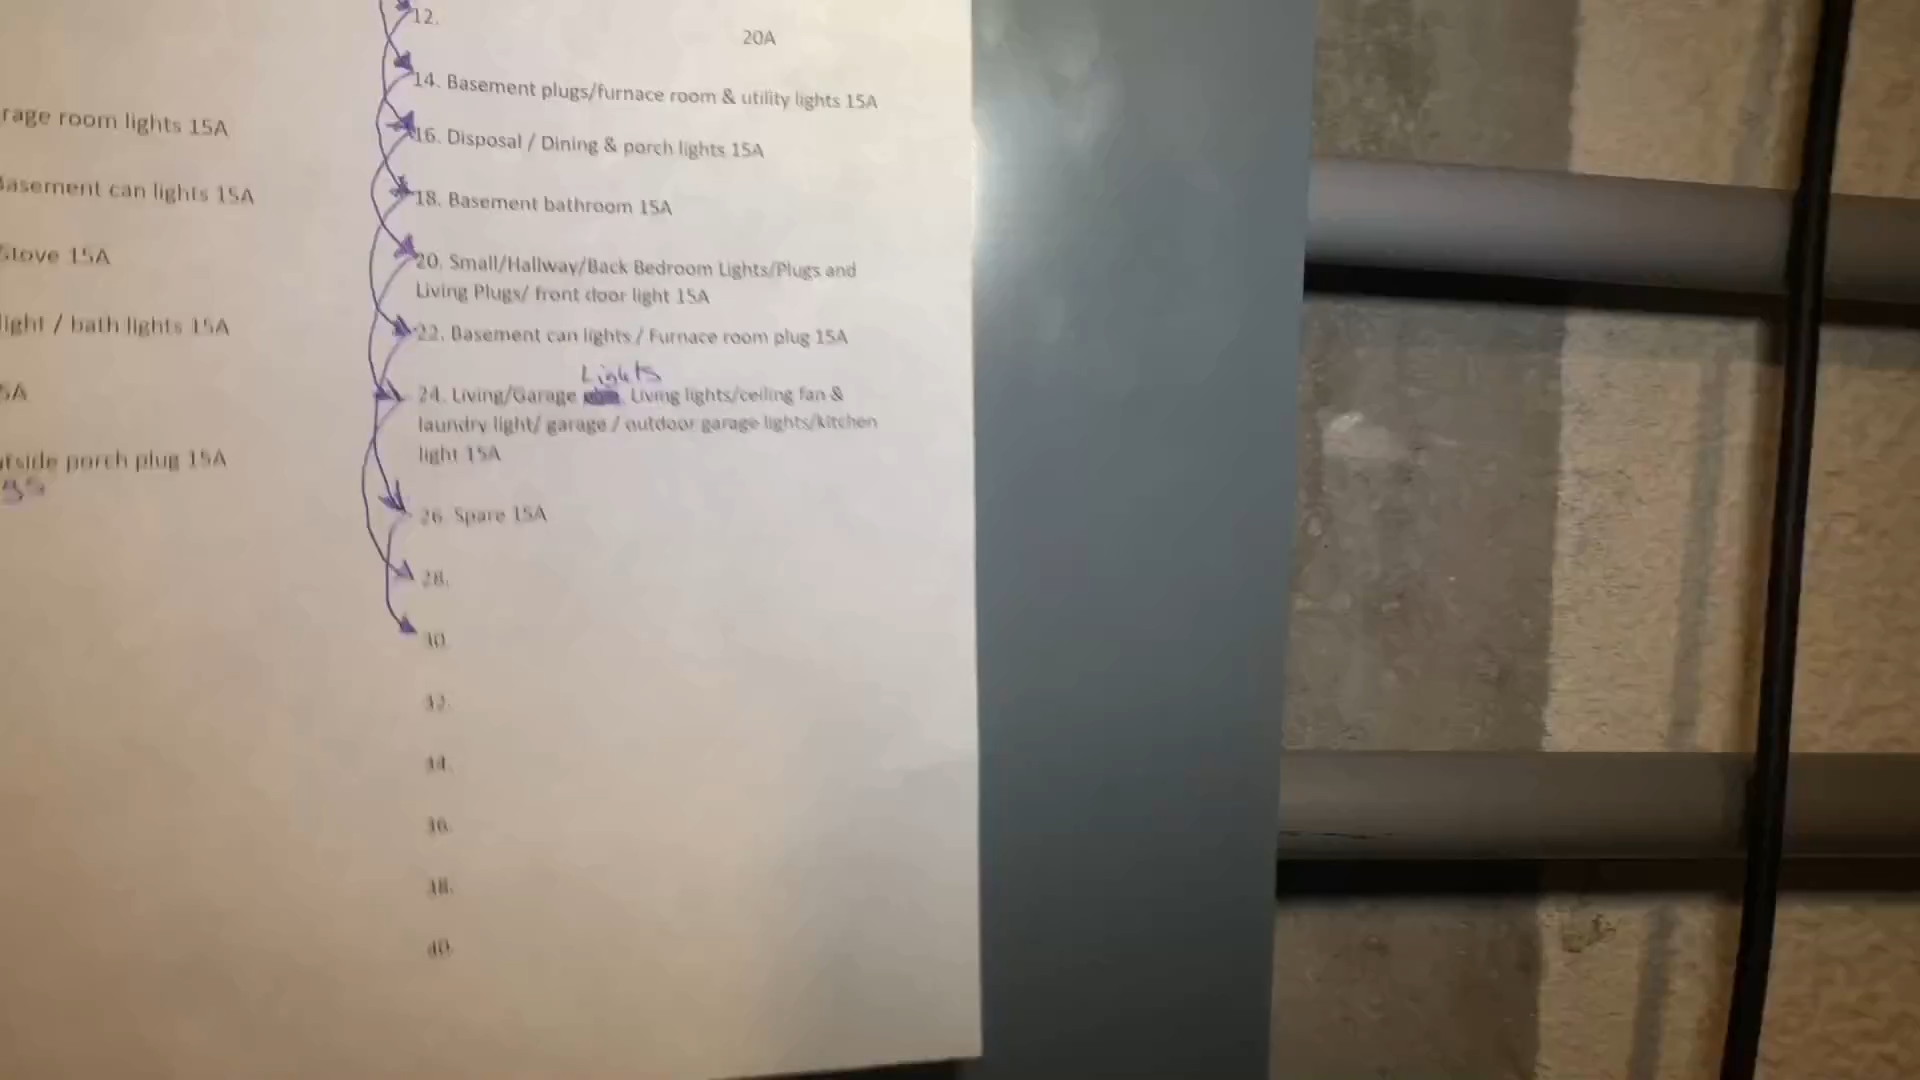 rage room lights 15A
Basement can lights 15A
Stove 15A
light / bath lights 15A
5A
utside porch plug 15A
12.
20A
14. Basement plugs/furnace room & utility lights 15A
16. Disposal / Dining & porch lights 15A
18. Basement bathroom 15A
20. Small/Hallway/Back Bedroom Lights/Plugs and
Living Plugs/ front door light 15A
22. Basement can lights / Furnace room plug 15A
Lights
24. Living/Garage Living lights/ceiling fan &
laundry light/ garage / outdoor garage lights/kitchen
light 15A
26. Spare 15A
28.
30.
32.
34.
36.
38.
40.